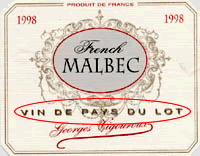 PRODUIT DE FRANCE
1998 1998
French
MALBEC
VIN DE PAYS DU LOT
Georges Vigouroux